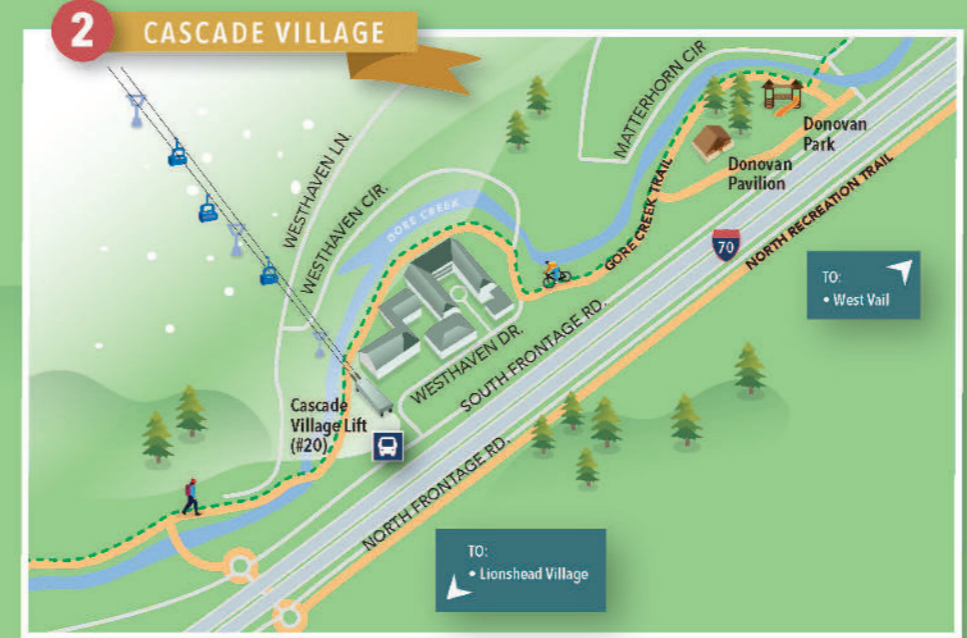 2
CASCADE VILLAGE
MATTERHORN CIR
WESTHAVEN LN.
WESTHAVEN CIR.
GORE CREEK
Donovan
Park
Donovan
Pavilion
GORE CREEK TRAIL
70
NORTH RECREATION TRAIL
TO:
• West Vail
WESTHAVEN DR.
SOUTH FRONTAGE RD.
Cascade
Village Lift
(#20)
NORTH FRONTAGE RD.
TO:
• Lionshead Village